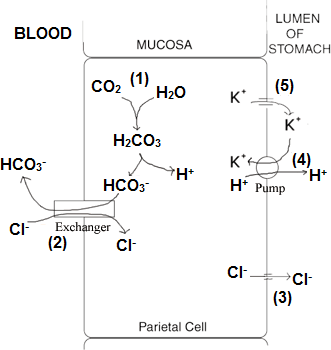 BLOOD
MUCOSA
LUMEN OF
STOMACH
CO2 (1) H2O
K+ (5)
K+
H2CO3
HCO3-
HCO3- H+
K+ (4)
H+ Pump H+
Cl- (2) Exchanger
Cl-
Cl- Cl-
(3)
Parietal Cell